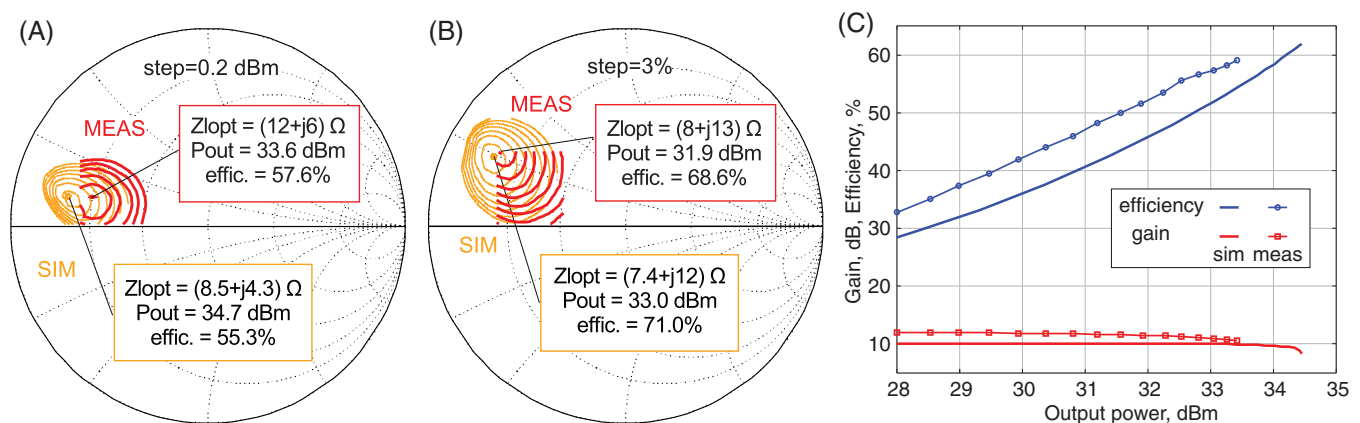 (A)
step=0.2 dBm
MEAS
Zlopt = (12+j6) Ω
Pout = 33.6 dBm
effic. = 57.6%
SIM
Zlopt = (8.5+j4.3) Ω
Pout = 34.7 dBm
effic. = 55.3%
(B)
step=3%
MEAS
Zlopt = (8+j13) Ω
Pout = 31.9 dBm
effic. = 68.6%
SIM
Zlopt = (7.4+j12) Ω
Pout = 33.0 dBm
effic. = 71.0%
(C)
Gain, dB, Efficiency, %
60
50
40
30
20
10
efficiency
gain
sim meas
28 29 30 31 32 33 34 35
Output power, dBm